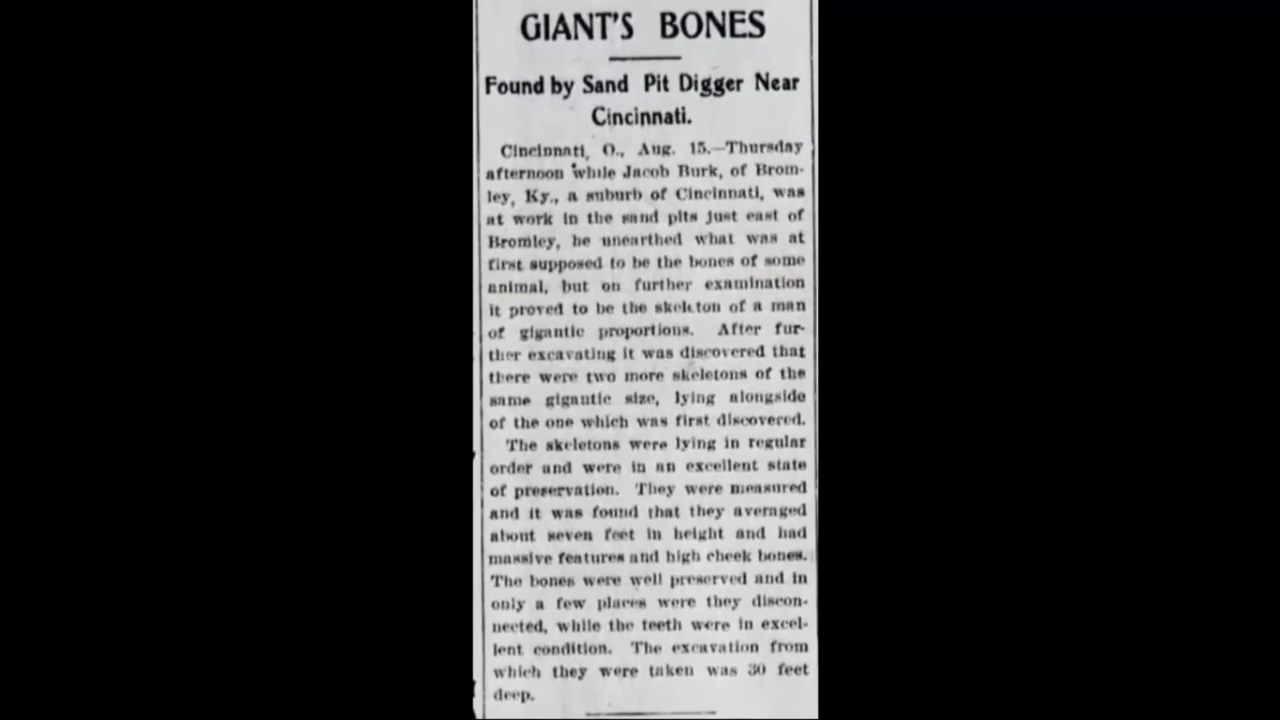 GIANT'S BONES
Found by Sand Pit Digger Near
Cincinnati.
Cincinnati, O., Aug. 15.—Thursday
afternoon while Jacob Burk, of Brom-
ley, Ky., a suburb of Cincinnati, was
at work in the sand pits just east of
Bromley, he unearthed what was at
first supposed to be the bones of some
animal, but on further examination
it proved to be the skeleton of a man
of gigantic proportions. After fur-
ther excavating it was discovered that
there were two more skeletons of the
same gigantic size, lying alongside
of the one which was first discovered.
The skeletons were lying in regular
order and were in an excellent state
of preservation. They were measured
and it was found that they averaged
about seven feet in height and had
massive features and high cheek bones.
The bones were well preserved and in
only a few places were they discon-
nected, while the teeth were in excel-
lent condition. The excavation from
which they were taken was 30 feet
deep.